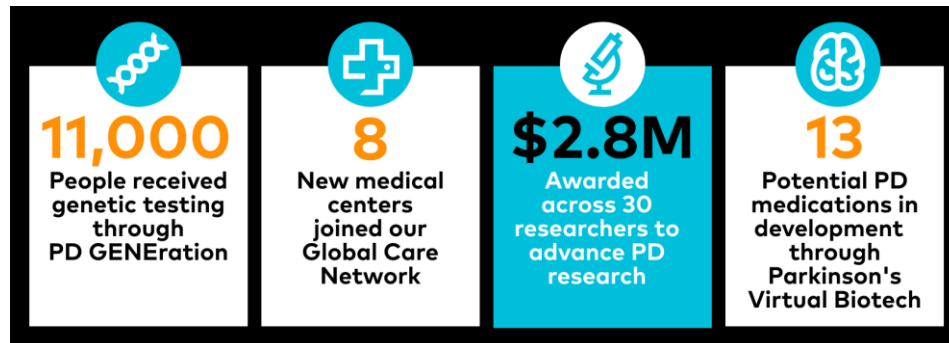 11,000
People received
genetic testing
through
PD GENEration
8
New medical
centers
joined our
Global Care
Network
$2.8M
Awarded
across 30
researchers to
advance PD
research
13
Potential PD
medications in
development
through
Parkinson's
Virtual Biotech